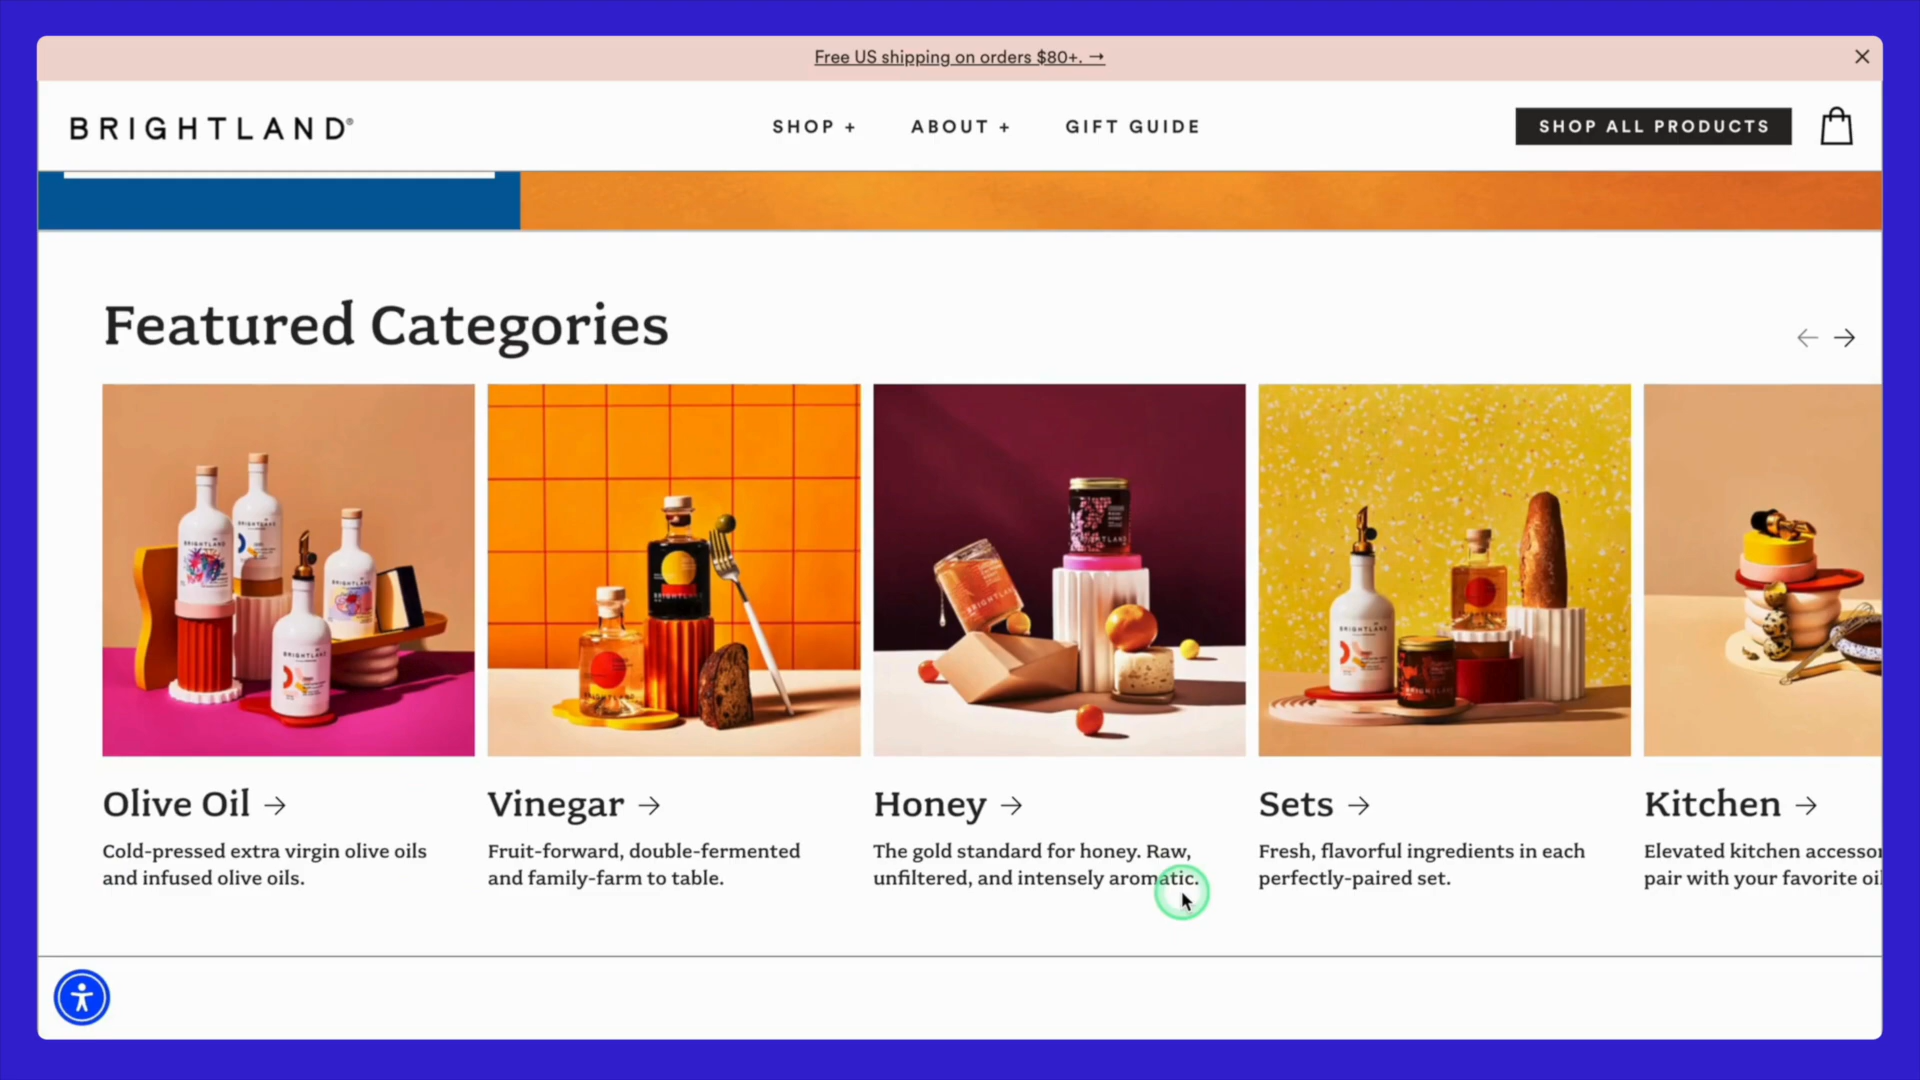 Free US shipping on orders $80+. →
BRIGHTLAND®
SHOP +
ABOUT +
GIFT GUIDE
SHOP ALL PRODUCTS
Featured Categories
Olive Oil →
Cold-pressed extra virgin olive oils
and infused olive oils.
Vinegar →
Fruit-forward, double-fermented
and family-farm to table.
Honey →
The gold standard for honey. Raw,
unfiltered, and intensely aromatic.
Sets →
Fresh, flavorful ingredients in each
perfectly-paired set.
Kitchen →
Elevated kitchen
pair with your favorite